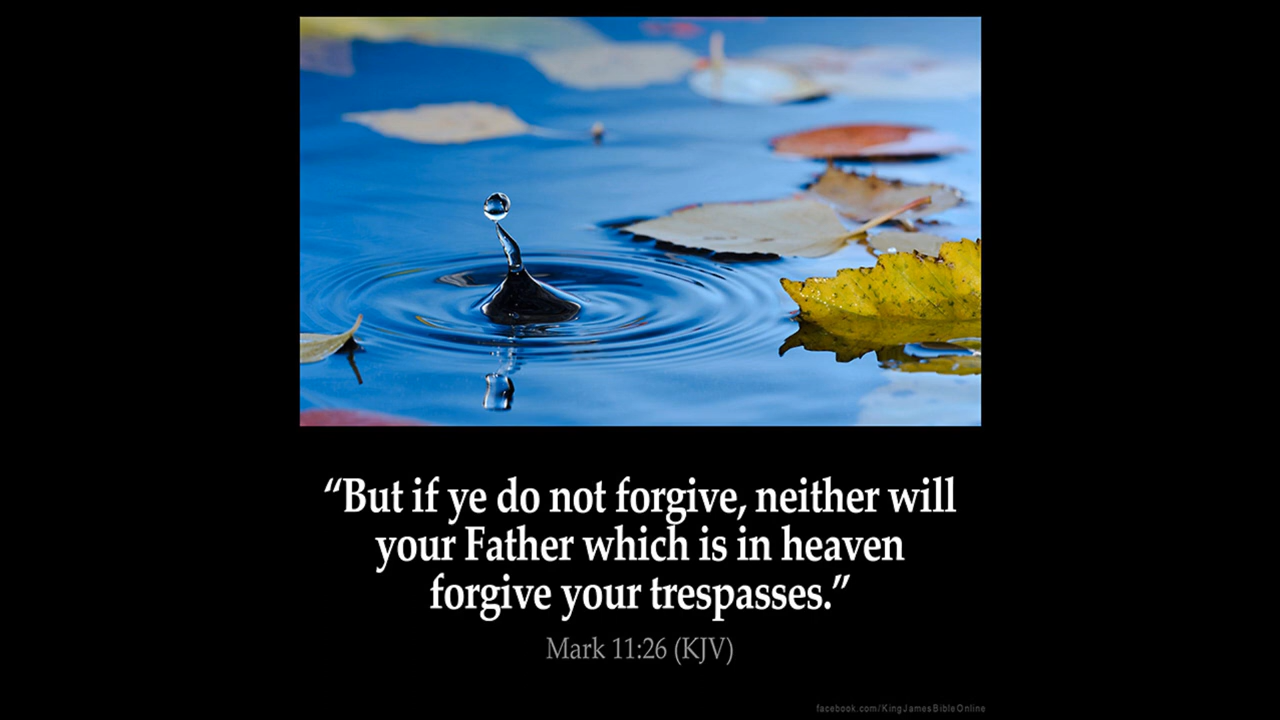 “But if ye do not forgive, neither will
your Father which is in heaven
forgive your trespasses.”
Mark 11:26 (KJV)
facebook.com/KingJamesBibleOnline